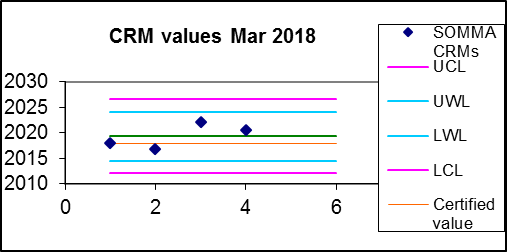 CRM values Mar 2018
2030
2025
2020
2015
2010
0
2
4
6
SOMMA
CRMs
UCL
UWL
LWL
LCL
Certified
value